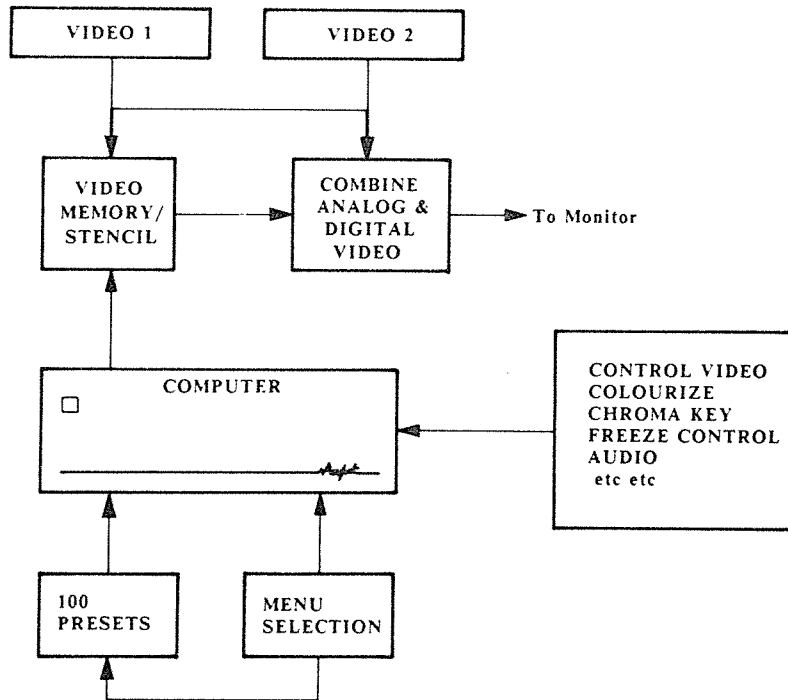 VIDEO 1
VIDEO 2
VIDEO
MEMORY/
STENCIL
COMBINE
ANALOG &
DIGITAL
VIDEO
To Monitor
COMPUTER
CONTROL VIDEO
COLOURIZE
CHROMA KEY
FREEZE CONTROL
AUDIO
etc etc
100
PRESETS
MENU
SELECTION